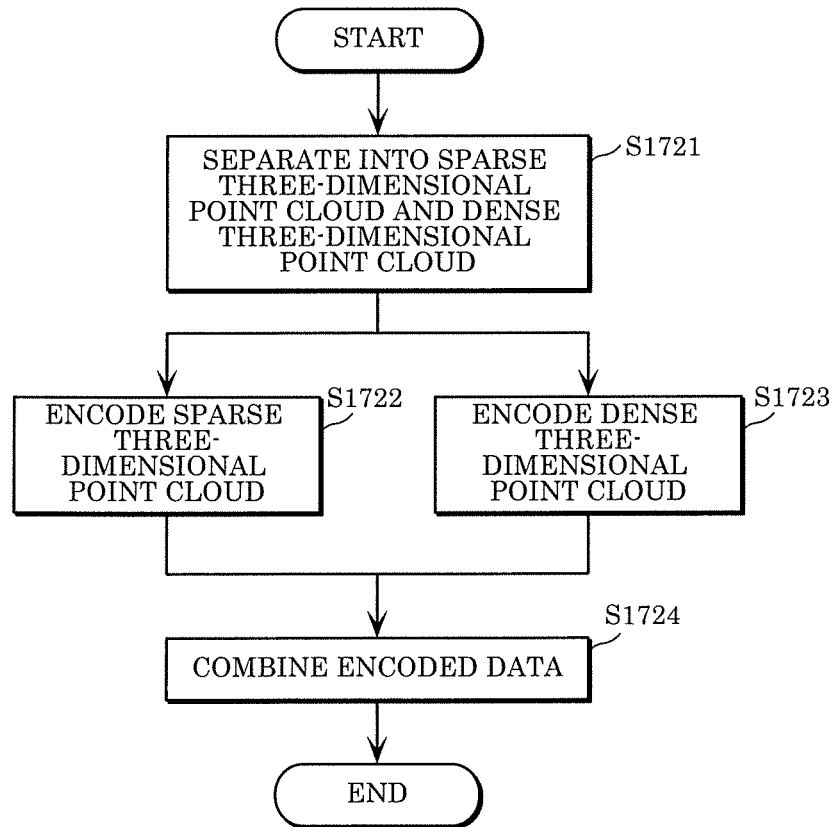 START
SEPARATE INTO SPARSE
THREE-DIMENSIONAL
POINT CLOUD AND DENSE
THREE-DIMENSIONAL
POINT CLOUD
S1721
ENCODE SPARSE
THREE-
DIMENSIONAL
POINT CLOUD
S1722
ENCODE DENSE
THREE-
DIMENSIONAL
POINT CLOUD
S1723
COMBINE ENCODED DATA
S1724
END